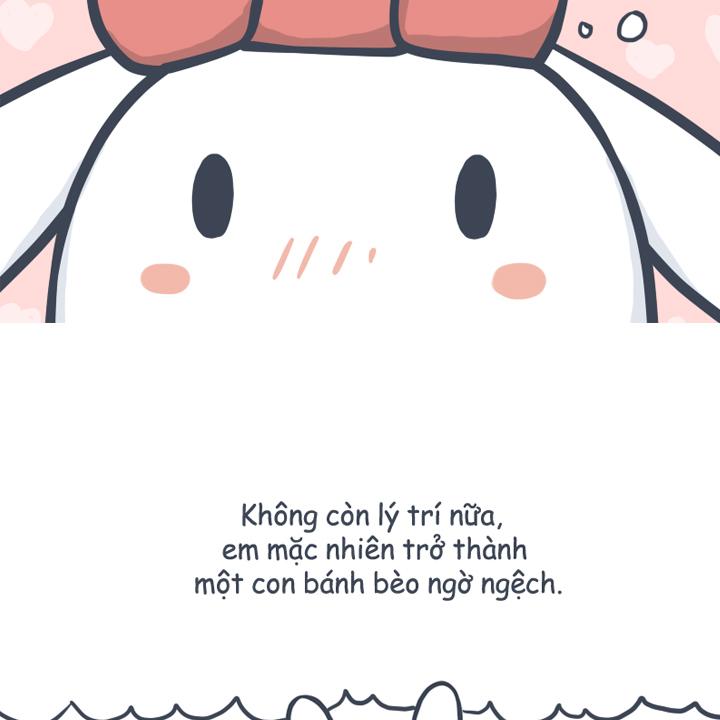 Không còn lý trí nữa,
em mặc nhiên trở thành
một con bánh bèo ngờ nghệch.